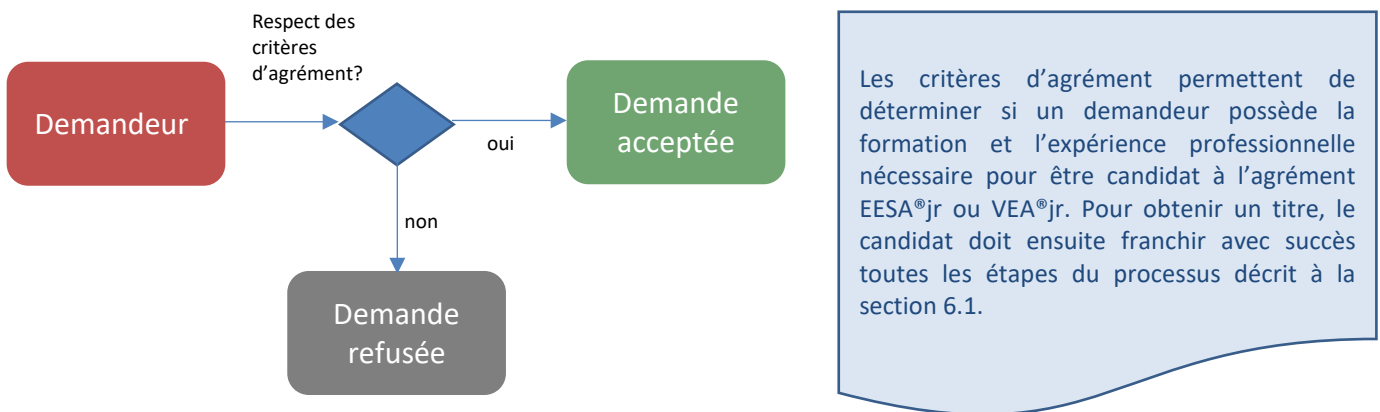 Respect des
critères
d'agrément?
Demandeur
oui
Demande
acceptée
non
Demande
refusée
Les critères d'agrément permettent de
déterminer si un demandeur possède la
formation et l'expérience professionnelle
nécessaire pour être candidat à l'agrément
EESA®jr ou VEA®jr. Pour obtenir un titre, le
candidat doit ensuite franchir avec succès
toutes les étapes du processus décrit à la
section 6.1.